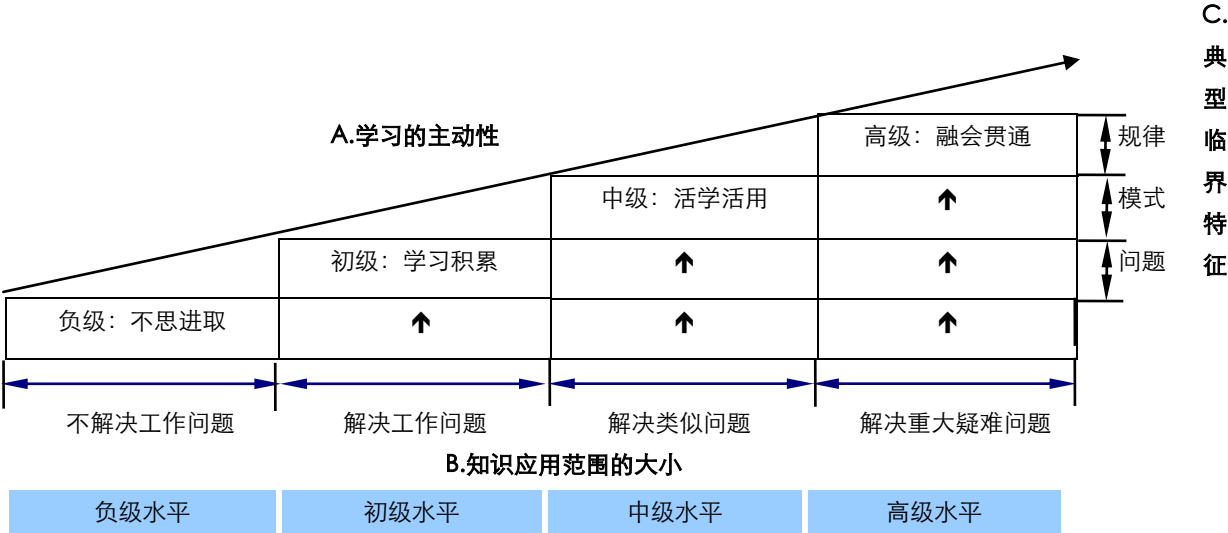 C.典型临界特征
A.学习的主动性
高级：融会贯通
规律
中级：活学活用
模式
初级：学习积累
问题
负级：不思进取
不解决工作问题
解决工作问题
解决类似问题
解决重大疑难问题
B.知识应用范围的大小
负级水平
初级水平
中级水平
高级水平